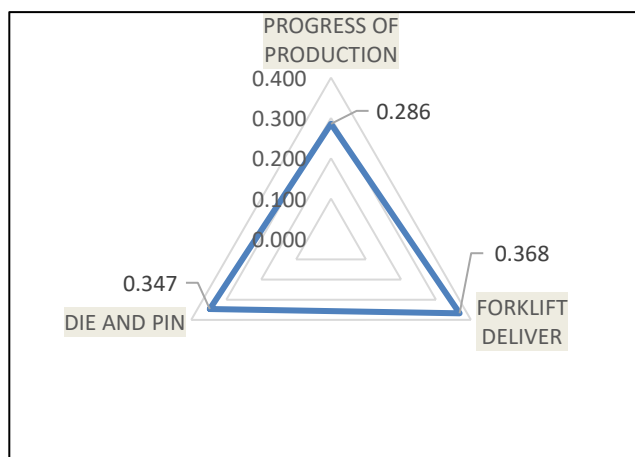 PROGRESS OF
PRODUCTION
0.400
0.286
0.300
0.200
0.100
0.000
0.368
0.347
DIE AND PIN
FORKLIFT
DELIVER